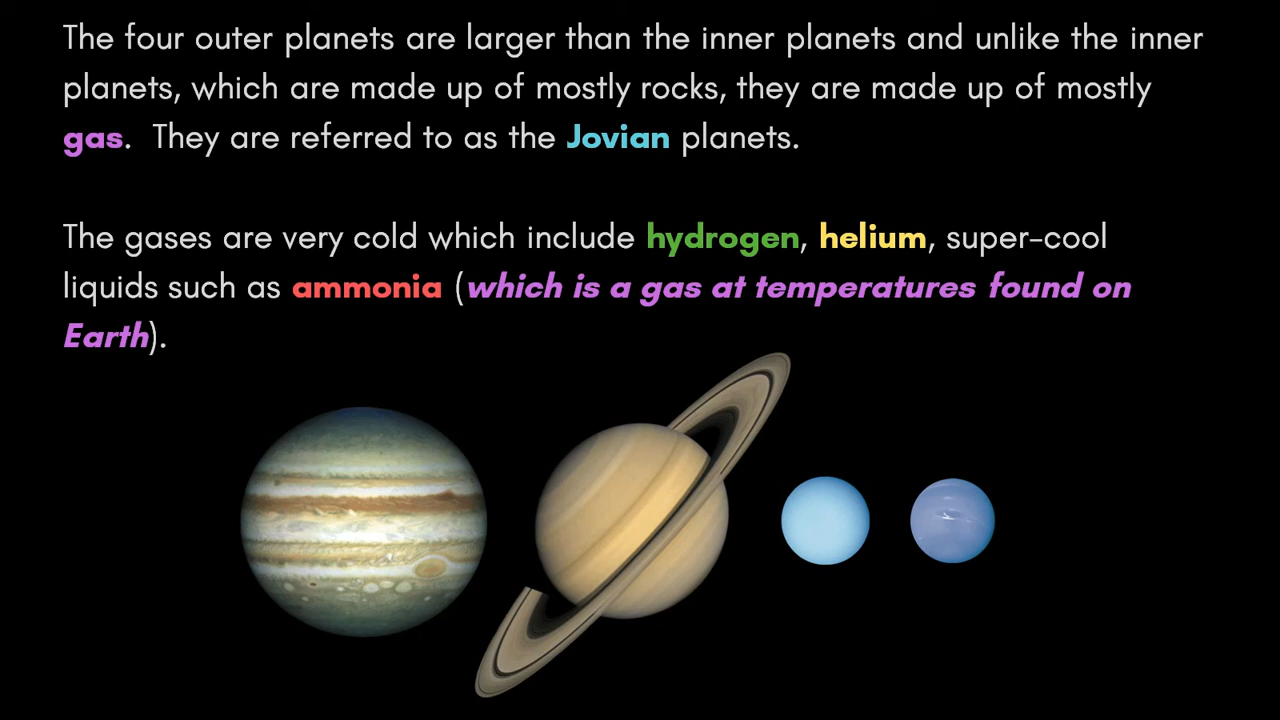 The four outer planets are larger than the inner planets and unlike the inner
planets, which are made up of mostly rocks, they are made up of mostly
gas.  They are referred to as the Jovian planets.
The gases are very cold which include hydrogen, helium, super-cool
liquids such as ammonia (which is a gas at temperatures found on
Earth).